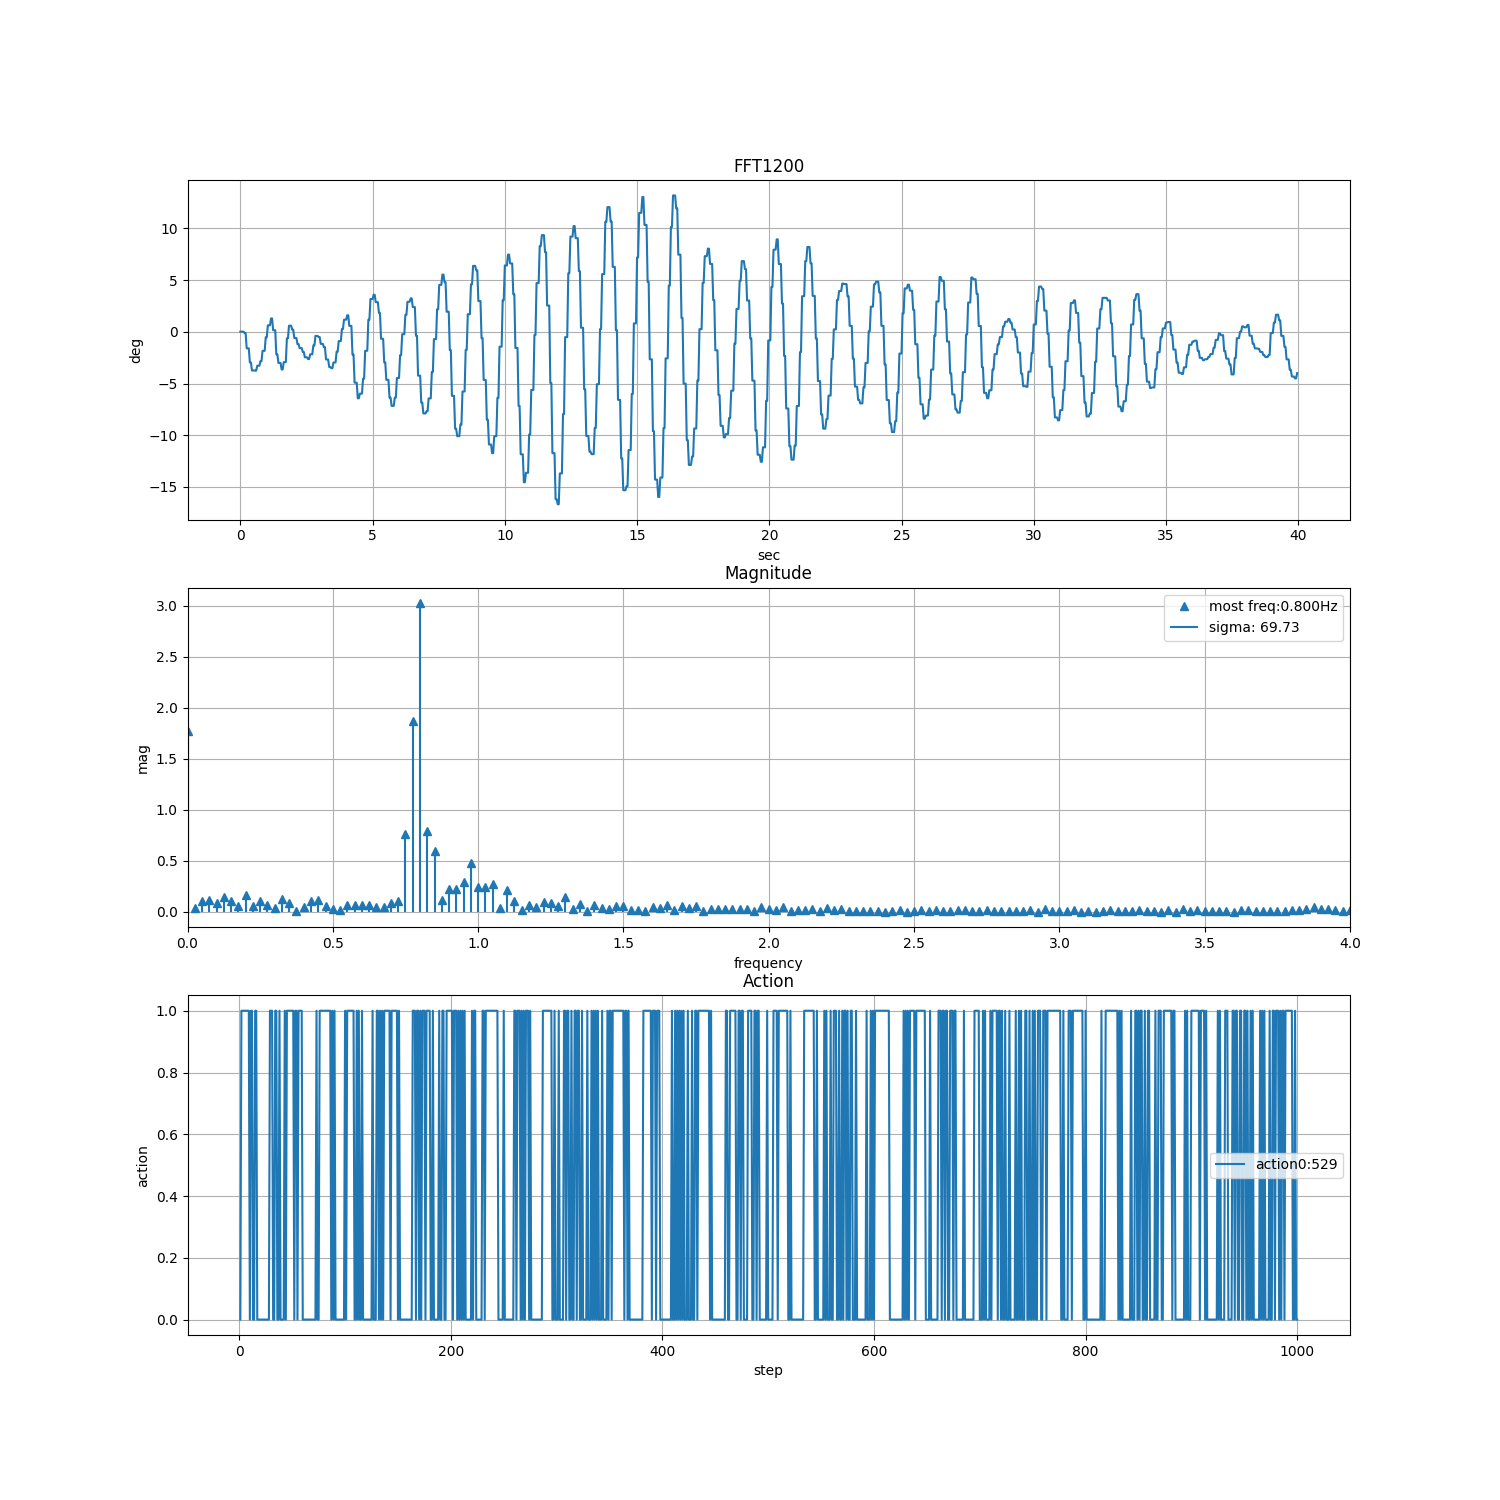 FFT1200
10
5
0
−5
−10
−15
deg
0 5 10 15 20 25 30 35 40
sec
Magnitude
3.0
2.5
2.0
1.5
1.0
0.5
0.0
mag
most freq:0.800Hz
sigma: 69.73
0.0 0.5 1.0 1.5 2.0 2.5 3.0 3.5 4.0
frequency
Action
1.0
0.8
0.6
0.4
0.2
0.0
action
action0:529
0 200 400 600 800 1000
step